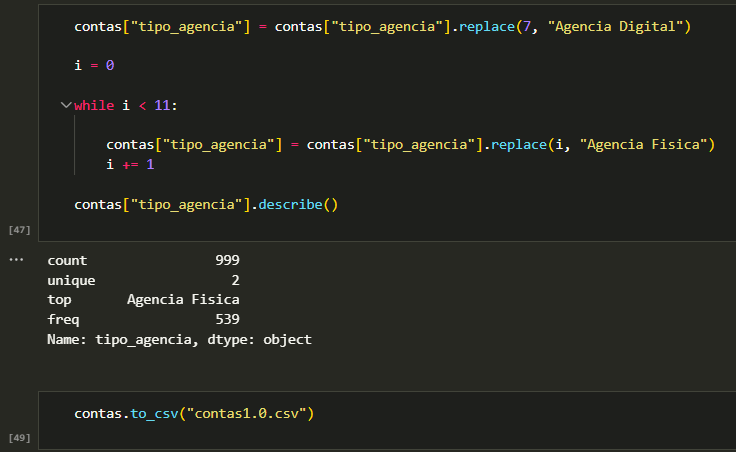 contas["tipo_agencia"] = contas["tipo_agencia"].replace(7, "Agencia Digital")
i = 0
while i < 11:
contas["tipo_agencia"] = contas["tipo_agencia"].replace(i, "Agencia Fisica")
i += 1
contas["tipo_agencia"].describe()
[47]
... count 999
unique 2
top Agencia Fisica
freq 539
Name: tipo_agencia, dtype: object
contas.to_csv("contas1.0.csv")
[49]